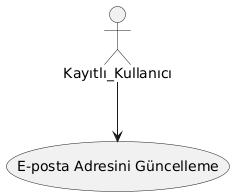 Kayıtlı_Kullanıcı
E-posta Adresini Güncelleme